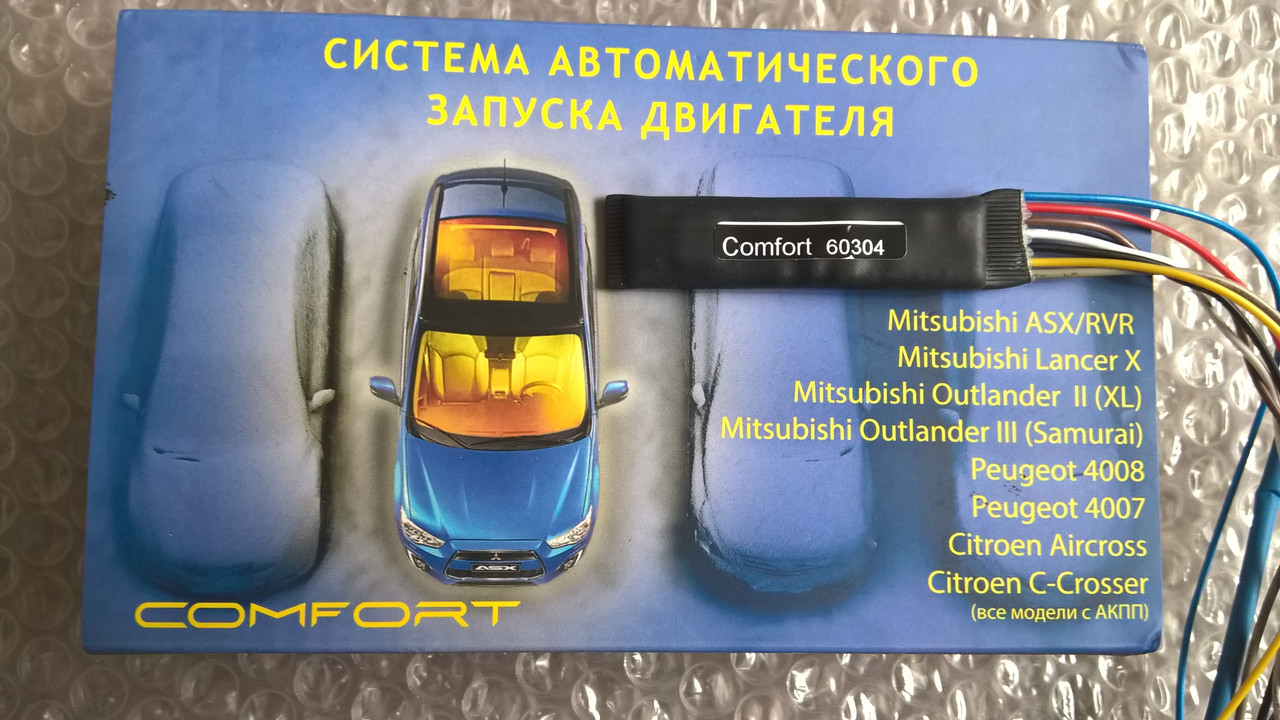 СИСТЕМА АВТОМАТИЧЕСКОГО
ЗАПУСКА ДВИГАТЕЛЯ
Comfort 60304
Mitsubishi ASX/RVR
Mitsubishi Lancer X
Mitsubishi Outlander II (XL)
Mitsubishi Outlander III (Samurai)
Peugeot 4008
Peugeot 4007
Citroen Aircross
Citroen C-Crosser
(все модели с АКПП)
ASX
COMFORT